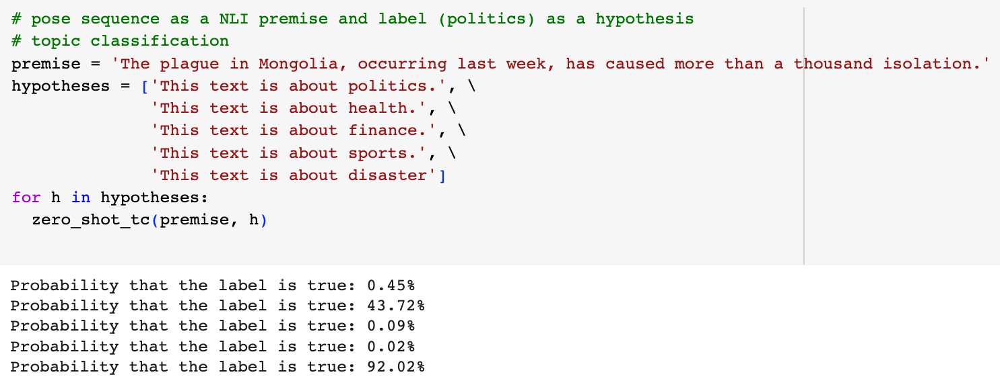 # pose sequence as a NLI premise and label (politics) as a hypothesis
# topic classification
premise = 'The plague in Mongolia, occurring last week, has caused more than a thousand isolation.'
hypotheses = ['This text is about politics.', \
              'This text is about health.', \
              'This text is about finance.', \
              'This text is about sports.', \
              'This text is about disaster']
for h in hypotheses:
  zero_shot_tc(premise, h)
Probability that the label is true: 0.45%
Probability that the label is true: 43.72%
Probability that the label is true: 0.09%
Probability that the label is true: 0.02%
Probability that the label is true: 92.02%